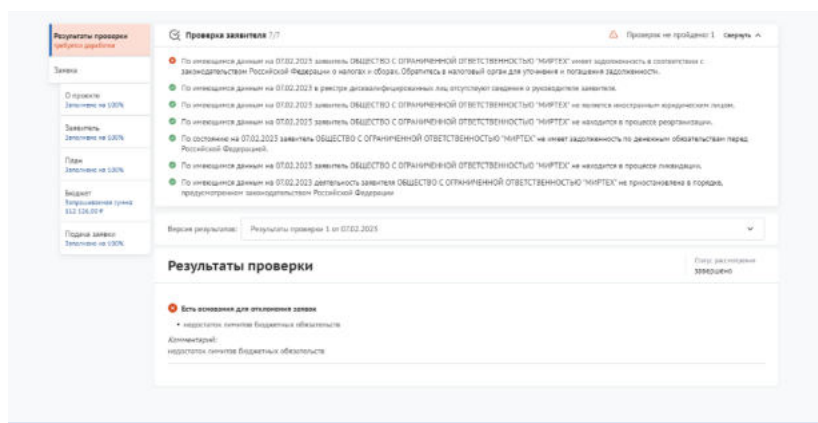 Результаты проверки
требуется доработка
Заявка
О проекте
Заполнено на 100%
Заявитель
Заполнено на 100%
План
Заполнено на 100%
Бюджет
Запрашиваемая сумма:
Подача заявки
Заполнено на 100%
Проверка заявителя 7/7
Проверок не пройдено: 1 Свернуть
По имеющимся данным на 07.02.2025 заявитель ОБЩЕСТВО С ОГРАНИЧЕННОЙ ОТВЕТСТВЕННОСТЬЮ "МИРТЕХ" имеет задолженность в соответствии с
законодательством Российской Федерации о налогах и сборах. Обратитесь в налоговый орган для уточнения и погашения задолженности.
По имеющимся данным на 07.02.2025 в реестре дисквалифицированных лиц отсутствуют сведения о руководителе заявителя.
По имеющимся данным на 07.02.2025 заявитель ОБЩЕСТВО С ОГРАНИЧЕННОЙ ОТВЕТСТВЕННОСТЬЮ "МИРТЕХ" не является иностранным юридическим лицом.
По имеющимся данным на 07.02.2025 заявитель ОБЩЕСТВО С ОГРАНИЧЕННОЙ ОТВЕТСТВЕННОСТЬЮ "МИРТЕХ" не находится в процессе реорганизации.
По состоянию на 07.02.2025 заявитель ОБЩЕСТВО С ОГРАНИЧЕННОЙ ОТВЕТСТВЕННОСТЬЮ "МИРТЕХ" не имеет задолженность по денежным обязательствам перед
Российской Федерацией.
По имеющимся данным на 07.02.2025 заявитель ОБЩЕСТВО С ОГРАНИЧЕННОЙ ОТВЕТСТВЕННОСТЬЮ "МИРТЕХ" не находится в процессе ликвидации.
По имеющимся данным на 07.02.2025 деятельность заявителя ОБЩЕСТВО С ОГРАНИЧЕННОЙ ОТВЕТСТВЕННОСТЬЮ "МИРТЕХ" не приостановлена в порядке,
предусмотренном законодательством Российской Федерации
Версия результатов: Результаты проверки 1 от 07.02.2025
Результаты проверки
Статус рассмотрения
завершено
Есть основания для отклонения заявки
• недостаток лимитов бюджетных обязательств
Комментарий:
недостаток лимитов бюджетных обязательств